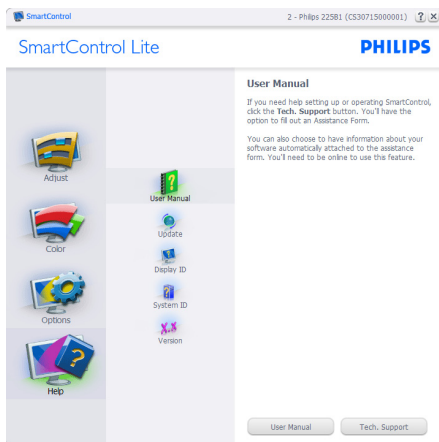 SmartControl
2 - Philips 225B1 (CS30715000001)
SmartControl Lite
PHILIPS
Adjust
Color
Options
Help
User Manual
Update
Display ID
System ID
X.X
Version
User Manual
If you need help setting up or operating SmartControl,
click the Tech. Support button. You'll have the
option to fill out an Assistance Form.
You can also choose to have information about your
software automatically attached to the assistance
form. You'll need to be online to use this feature.
User Manual
Tech. Support